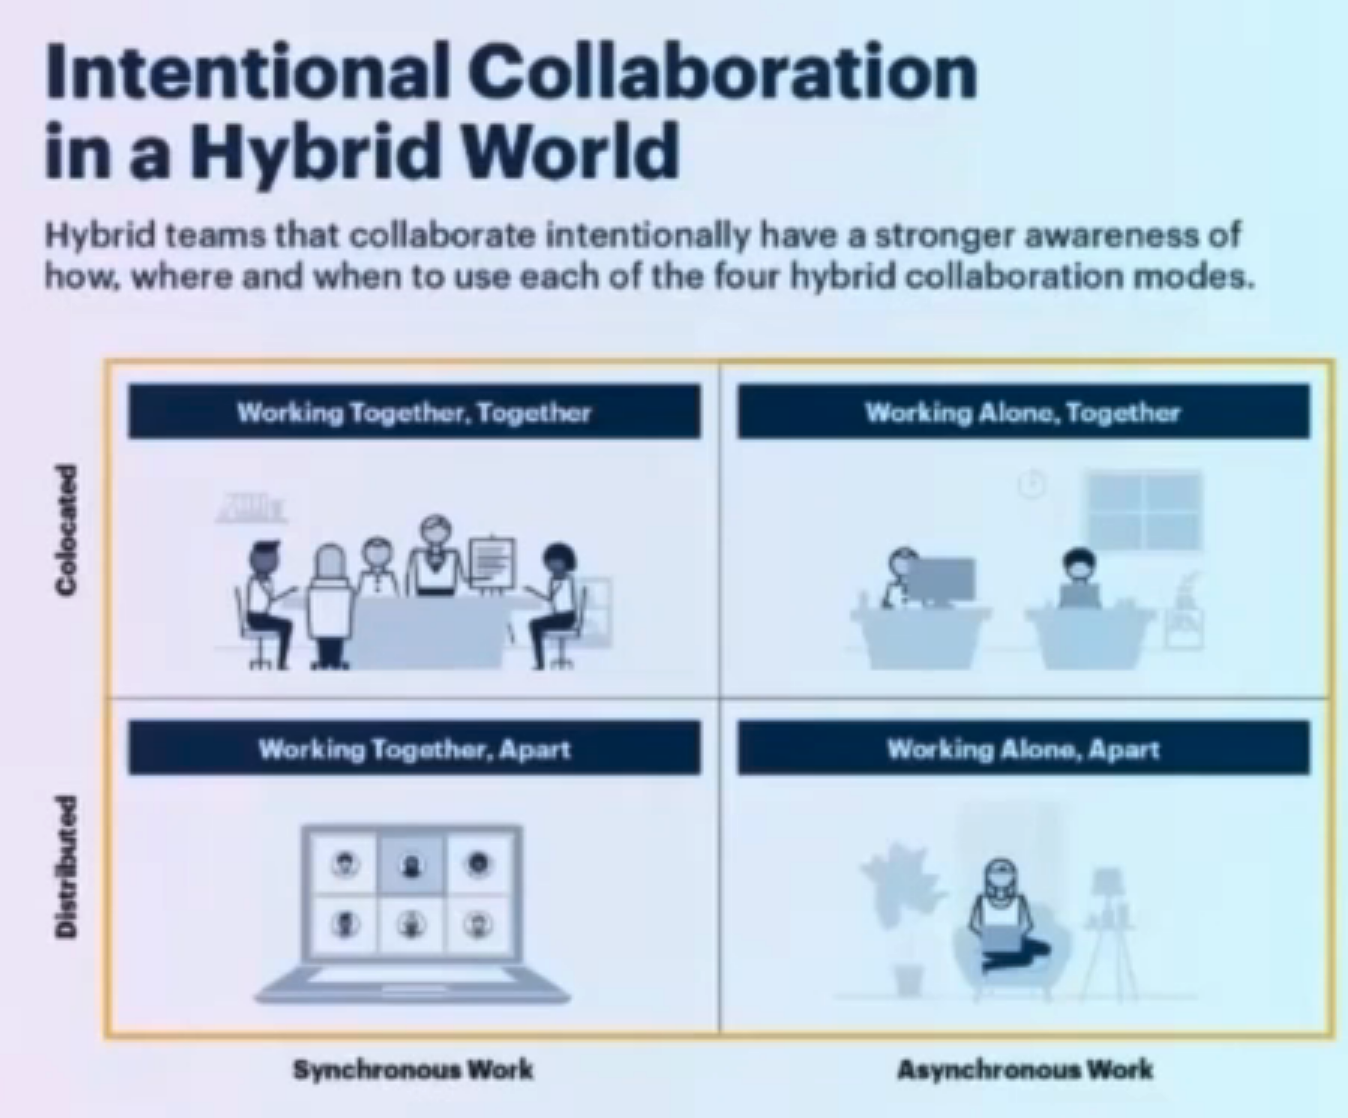 Intentional Collaboration
in a Hybrid World
Hybrid teams that collaborate intentionally have a stronger awareness of
how, where and when to use each of the four hybrid collaboration modes.
Colocated
Working Together, Together
Working Alone, Together
Distributed
Working Together, Apart
Working Alone, Apart
Synchronous Work
Asynchronous Work